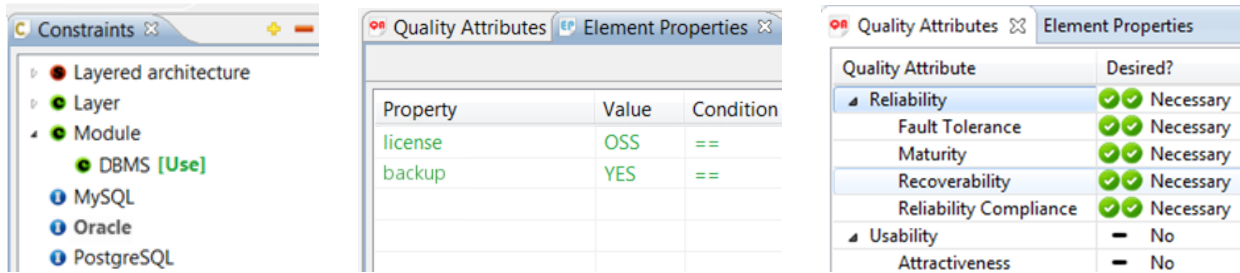 Constraints
Layered architecture
Layer
Module
DBMS [Use]
MySQL
Oracle
PostgreSQL
Quality Attributes Element Properties
Property Value Condition
license OSS ==
backup YES ==
Quality Attributes Element Properties
Quality Attribute Desired?
Reliability Necessary
Fault Tolerance Necessary
Maturity Necessary
Recoverability Necessary
Reliability Compliance Necessary
Usability No
Attractiveness No